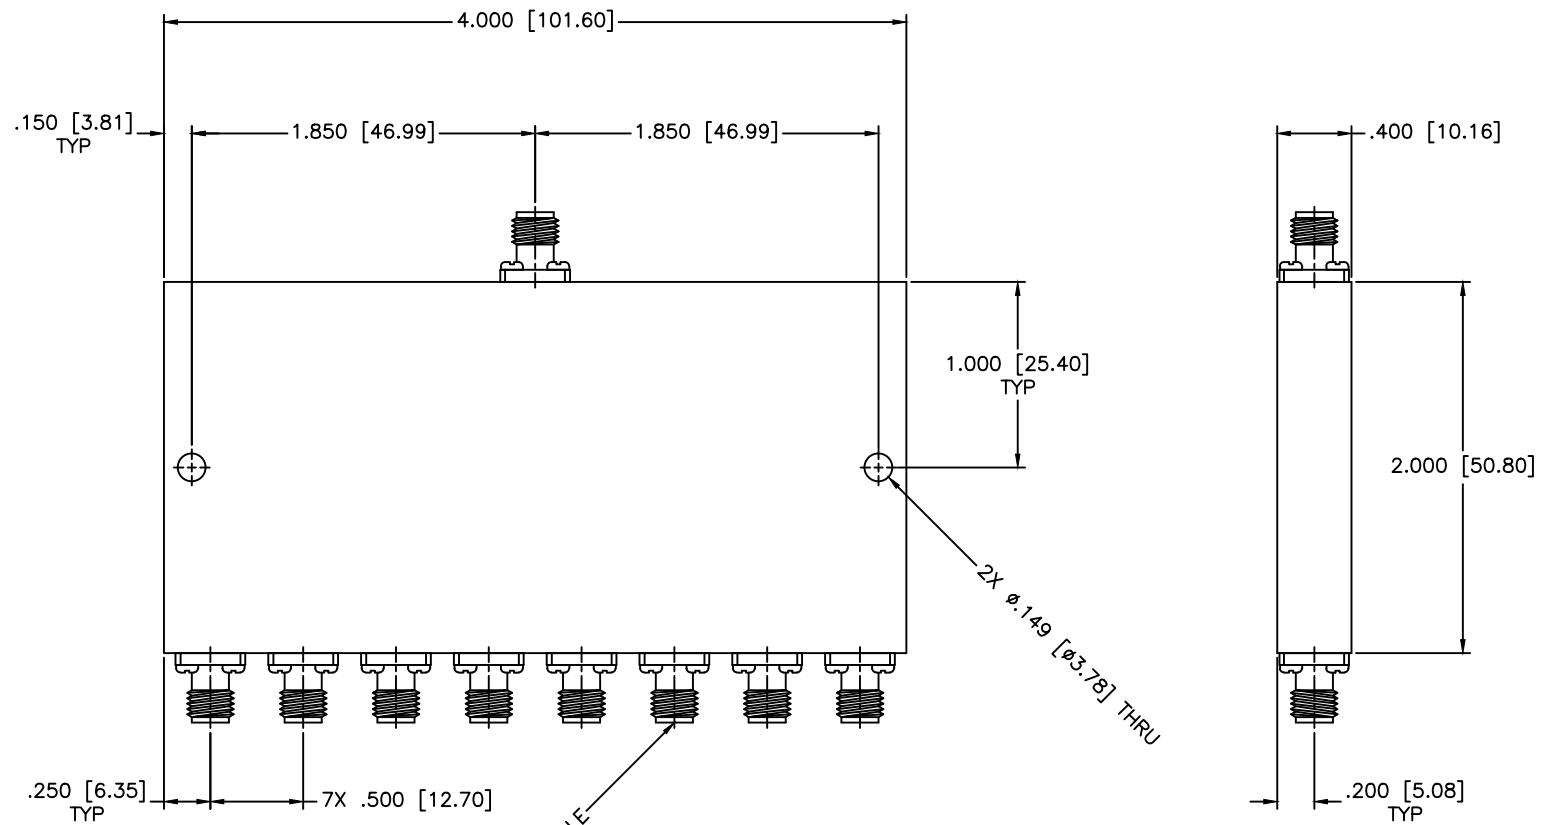 4.000 [101.60]
.150 [3.81]
TYP
1.850 [46.99]
1.850 [46.99]
.400 [10.16]
1.000 [25.40]
TYP
2.000 [50.80]
2X ø.149 [ø3.78] THRU
.250 [6.35]
TYP
7X .500 [12.70]
.200 [5.08]
TYP